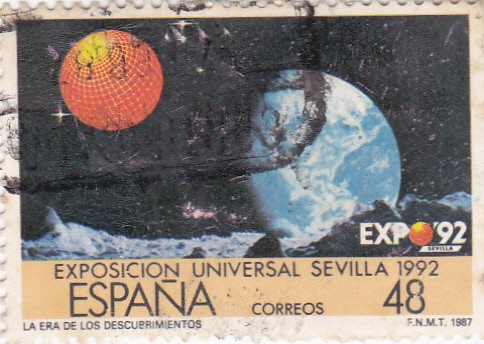 EXPO'92
SEVILLA
EXPOSICION UNIVERSAL SEVILLA 1992
ESPAÑA CORREOS 48
LA ERA DE LOS DESCUBRIMIENTOS F.N.M.T. 1987